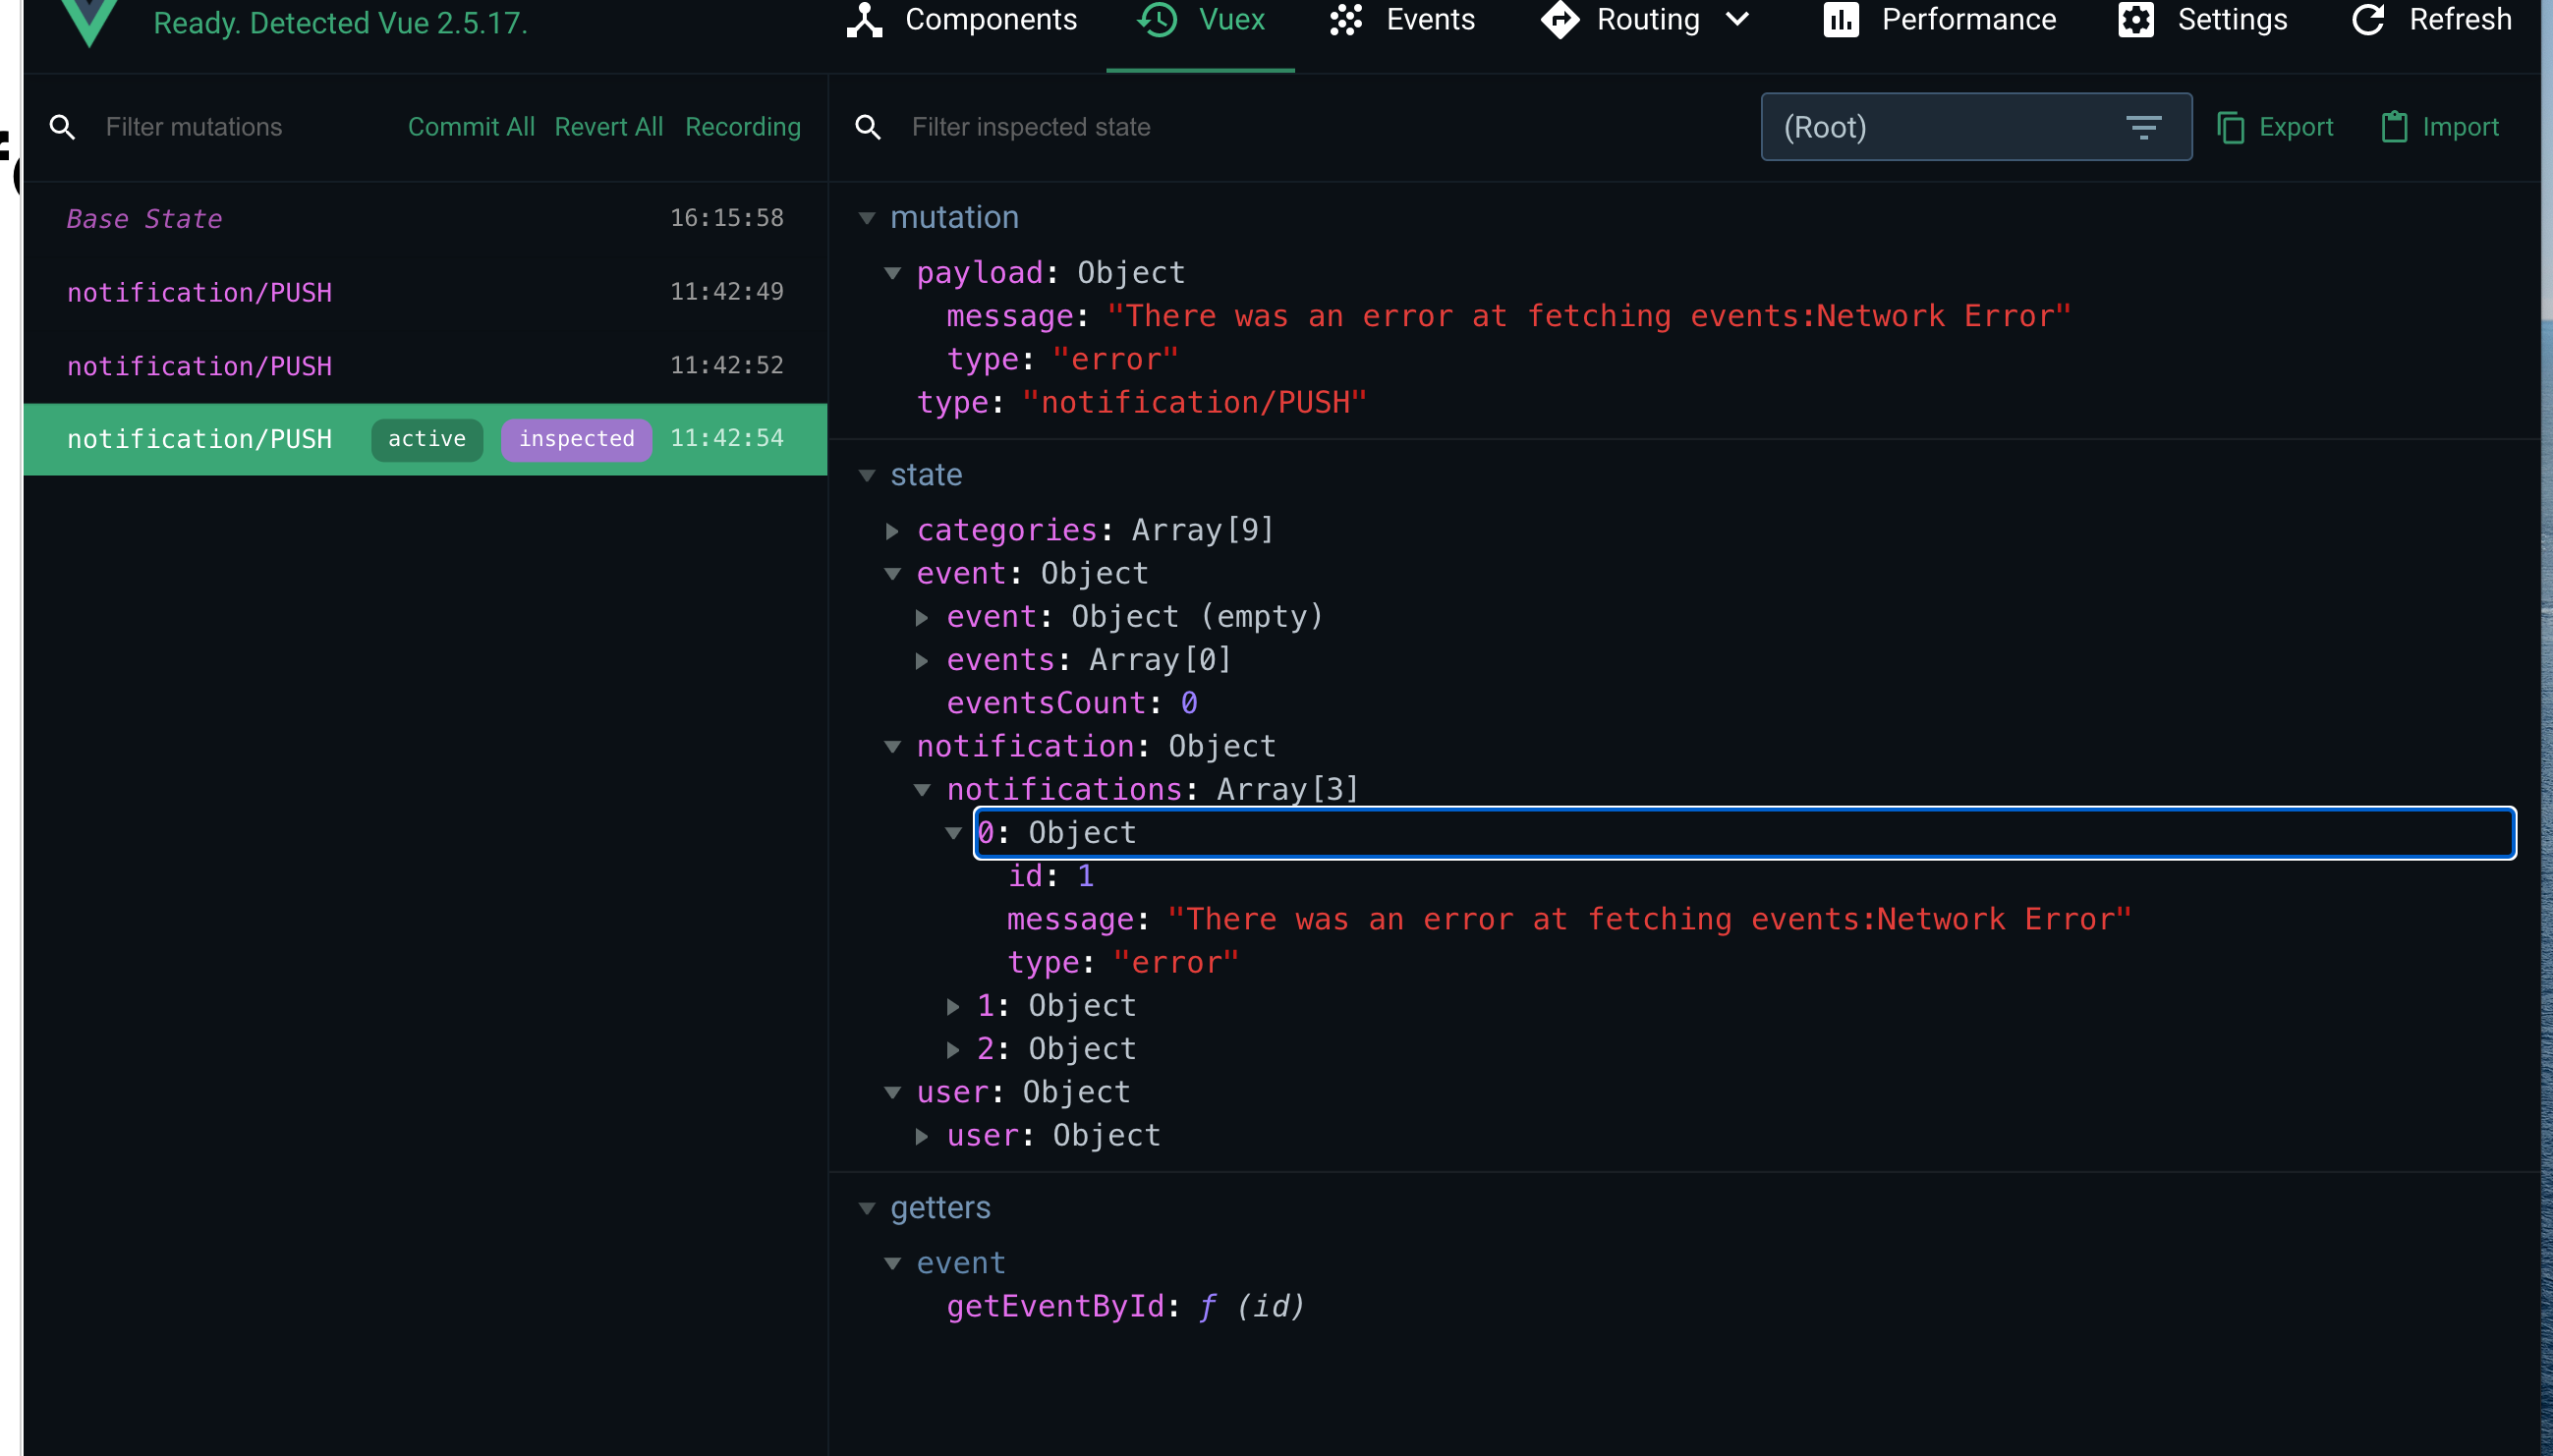 Ready. Detected Vue 2.5.17.
Components
Vuex
Events
Routing
Performance
Settings
Refresh
Filter mutations
Commit All
Revert All
Recording
Filter inspected state
(Root)
Export
Import
Base State 16:15:58
notification/PUSH 11:42:49
notification/PUSH 11:42:52
notification/PUSH active inspected 11:42:54
mutation
payload: Object
message: "There was an error at fetching events:Network Error"
type: "error"
type: "notification/PUSH"
state
categories: Array[9]
event: Object
event: Object (empty)
events: Array[0]
eventsCount: 0
notification: Object
notifications: Array[3]
0: Object
id: 1
message: "There was an error at fetching events:Network Error"
type: "error"
1: Object
2: Object
user: Object
user: Object
getters
event
getEventById: ƒ (id)